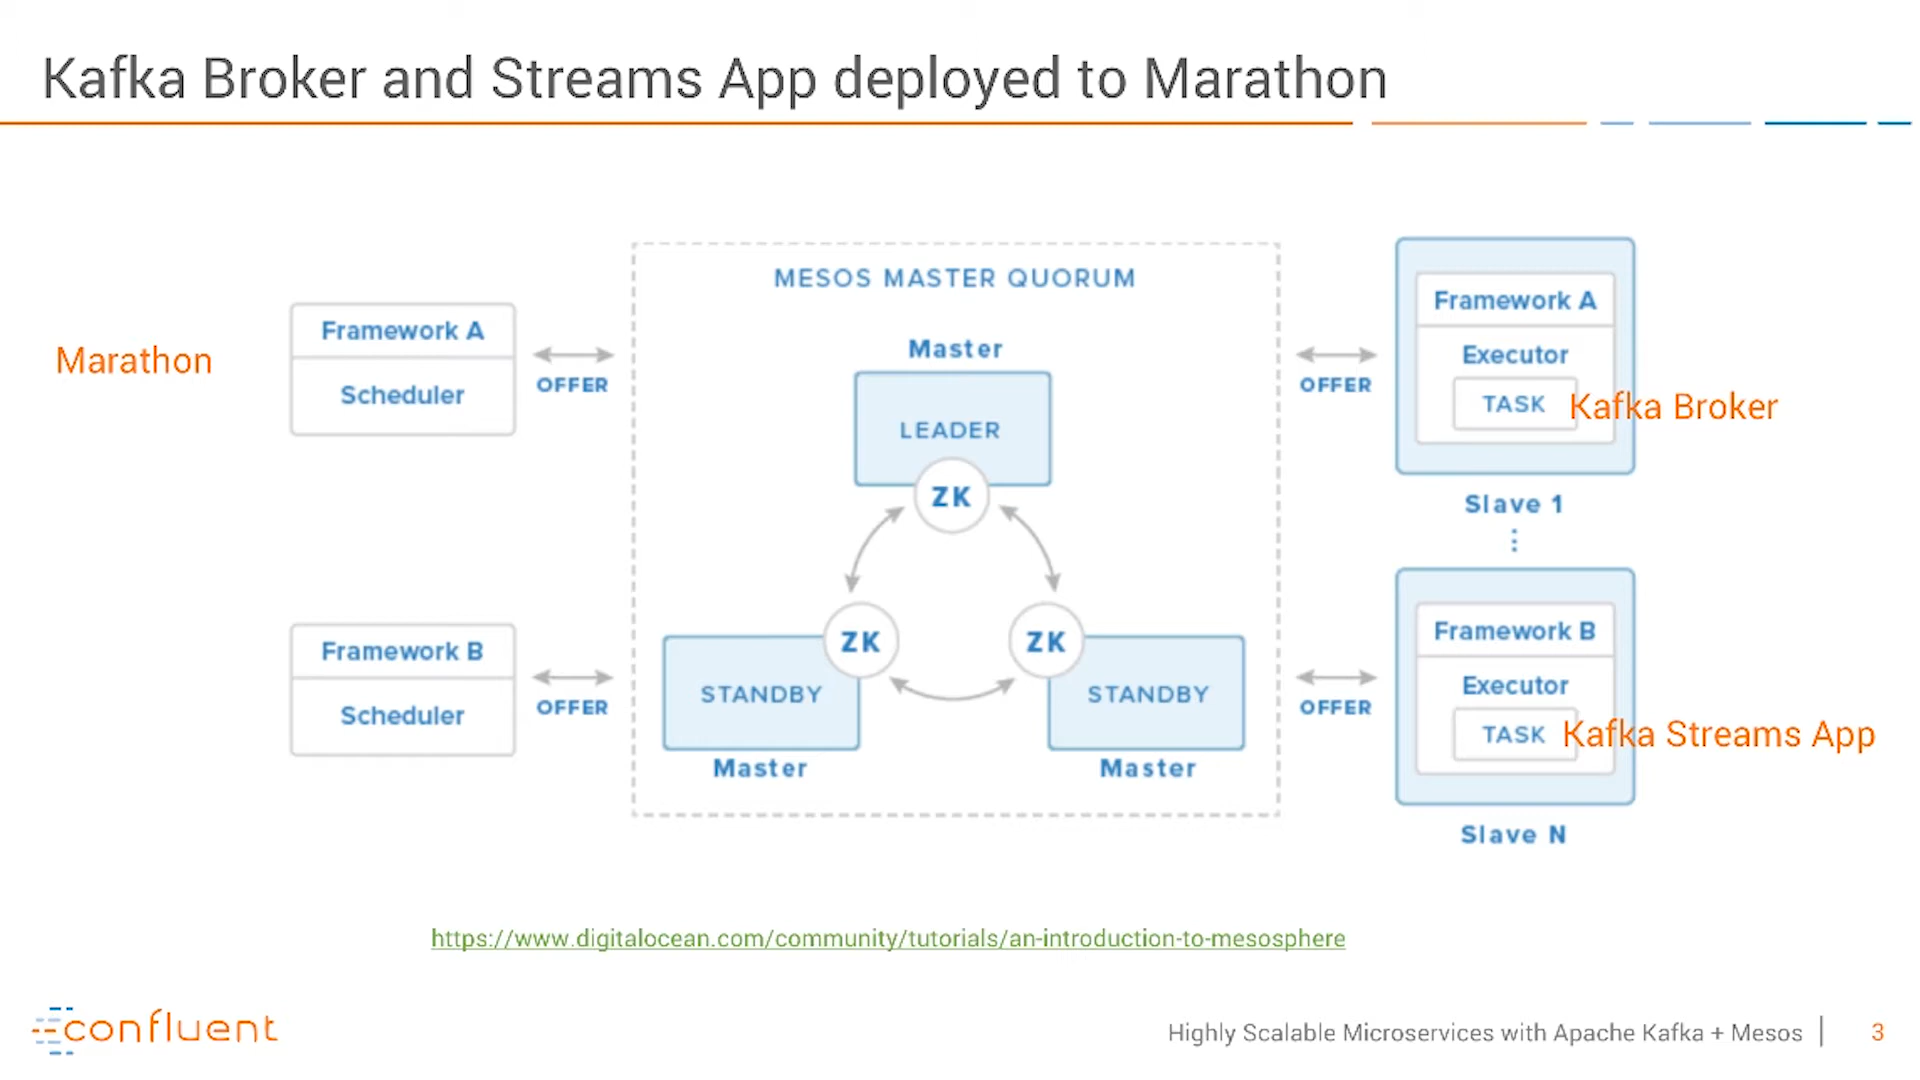 Kafka Broker and Streams App deployed to Marathon
Marathon
Framework A
Scheduler
OFFER
Framework B
Scheduler
OFFER
MESOS MASTER QUORUM
Master
LEADER
ZK
ZK
ZK
STANDBY
STANDBY
Master
Master
OFFER
OFFER
Framework A
Executor
TASK
Kafka Broker
Slave 1
Framework B
Executor
TASK
Kafka Streams App
Slave N
https://www.digitalocean.com/community/tutorials/an-introduction-to-mesosphere
confluent
Highly Scalable Microservices with Apache Kafka + Mesos | 3